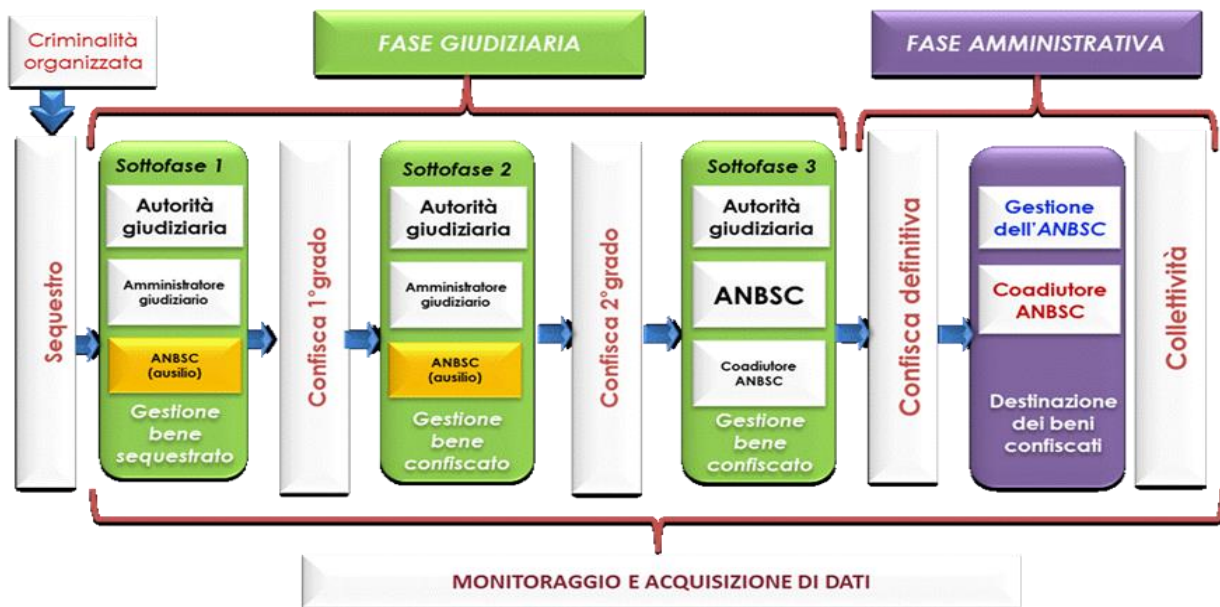 Criminalità
organizzata
FASE GIUDIZIARIA
FASE AMMINISTRATIVA
Sequestro
Sottofase 1
Autorità
giudiziaria
Amministratore
giudiziario
ANBSC
(ausilio)
Gestione
bene
sequestrato
Confisca 1°grado
Sottofase 2
Autorità
giudiziaria
Amministratore
giudiziario
ANBSC
(ausilio)
Gestione
bene
confiscato
Confisca 2°grado
Sottofase 3
Autorità
giudiziaria
ANBSC
Coadiutore
ANBSC
Gestione
bene
confiscato
Confisca definitiva
Gestione
dell'ANBSC
Coadiutore
ANBSC
Destinazione
dei beni
confiscati
Collettività
MONITORAGGIO E ACQUISIZIONE DI DATI